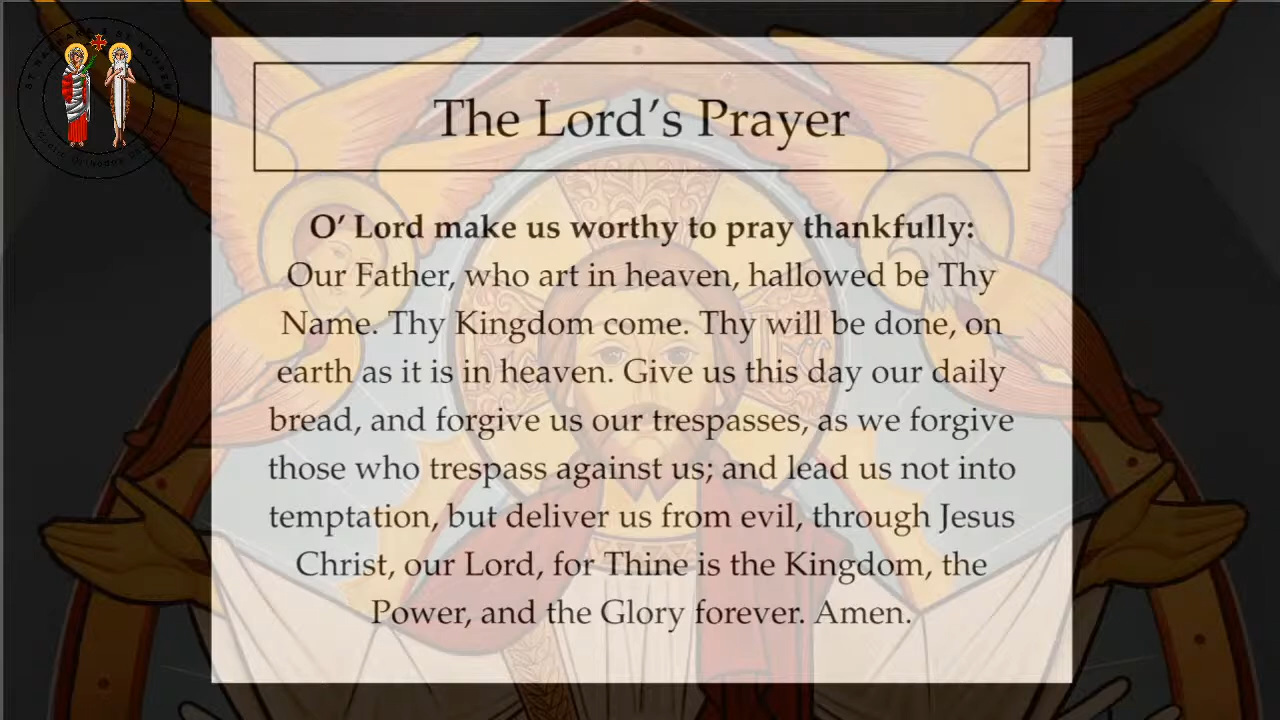 The Lord’s Prayer
O’ Lord make us worthy to pray thankfully:
Our Father, who art in heaven, hallowed be Thy
Name. Thy Kingdom come. Thy will be done, on
earth as it is in heaven. Give us this day our daily
bread, and forgive us our trespasses, as we forgive
those who trespass against us; and lead us not into
temptation, but deliver us from evil, through Jesus
Christ, our Lord, for Thine is the Kingdom, the
Power, and the Glory forever. Amen.